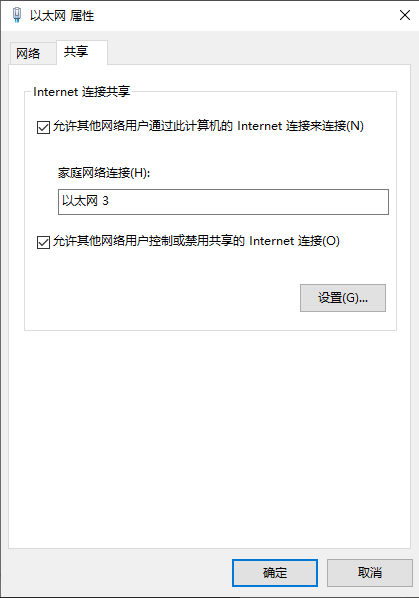 以太网 属性
网络
共享
Internet 连接共享
允许其他网络用户通过此计算机的 Internet 连接来连接(N)
家庭网络连接(H):
以太网 3
允许其他网络用户控制或禁用共享的 Internet 连接(O)
设置(G)...
确定
取消